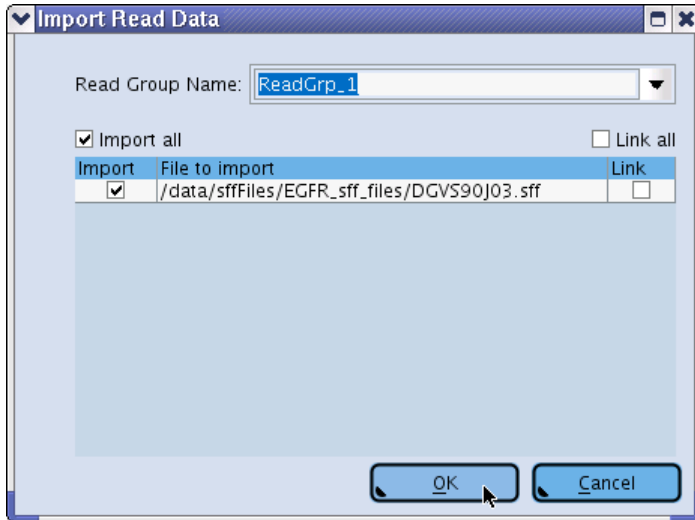 Import Read Data
Read Group Name: ReadGrp_1
Import all Link all
Import File to import Link
/data/sffFiles/EGFR_sff_files/DGVS90J03.sff
OK Cancel